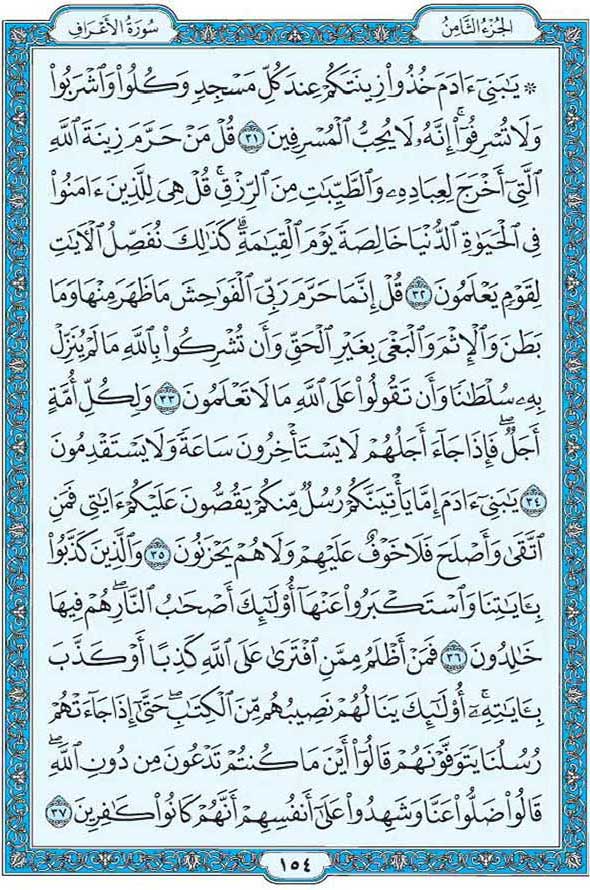 الجزء الثامن
سورة الأعراف
۞ يَـٰبَنِىٓ ءَادَمَ خُذُوا۟ زِينَتَكُمْ عِندَ كُلِّ مَسْجِدٍ وَكُلُوا۟ وَٱشْرَبُوا۟
وَلَا تُسْرِفُوٓا۟ ۚ إِنَّهُۥ لَا يُحِبُّ ٱلْمُسْرِفِينَ ٣١ قُلْ مَنْ حَرَّمَ زِينَةَ ٱللَّهِ
ٱلَّتِىٓ أَخْرَجَ لِعِبَادِهِۦ وَٱلطَّيِّبَـٰتِ مِنَ ٱلرِّزْقِ ۚ قُلْ هِىَ لِلَّذِينَ ءَامَنُوا۟
فِى ٱلْحَيَوٰةِ ٱلدُّنْيَا خَالِصَةً يَوْمَ ٱلْقِيَـٰمَةِ ۗ كَذَٰلِكَ نُفَصِّلُ ٱلْـَٔايَـٰتِ
لِقَوْمٍ يَعْلَمُونَ ٣٢ قُلْ إِنَّمَا حَرَّمَ رَبِّىَ ٱلْفَوَٰحِشَ مَا ظَهَرَ مِنْهَا وَمَا
بَطَنَ وَٱلْإِثْمَ وَٱلْبَغْىَ بِغَيْرِ ٱلْحَقِّ وَأَن تُشْرِكُوا۟ بِٱللَّهِ مَا لَمْ يُنَزِّلْ
بِهِۦ سُلْطَـٰنًا وَأَن تَقُولُوا۟ عَلَى ٱللَّهِ مَا لَا تَعْلَمُونَ ٣٣ وَلِكُلِّ أُمَّةٍ
أَجَلٌ ۖ فَإِذَا جَآءَ أَجَلُهُمْ لَا يَسْتَأْخِرُونَ سَاعَةً وَلَا يَسْتَقْدِمُونَ
٣٤ يَـٰبَنِىٓ ءَادَمَ إِمَّا يَأْتِيَنَّكُمْ رُسُلٌ مِّنكُمْ يَقُصُّونَ عَلَيْكُمْ ءَايَـٰتِى فَمَنِ
ٱتَّقَىٰ وَأَصْلَحَ فَلَا خَوْفٌ عَلَيْهِمْ وَلَا هُمْ يَحْزَنُونَ ٣٥ وَٱلَّذِينَ كَذَّبُوا۟
بِـَٔايَـٰتِنَا وَٱسْتَكْبَرُوا۟ عَنْهَآ أُو۟لَـٰٓئِكَ أَصْحَـٰبُ ٱلنَّارِ ۖ هُمْ فِيهَا
خَـٰلِدُونَ ٣٦ فَمَنْ أَظْلَمُ مِمَّنِ ٱفْتَرَىٰ عَلَى ٱللَّهِ كَذِبًا أَوْ كَذَّبَ
بِـَٔايَـٰتِهِۦٓ ۚ أُو۟لَـٰٓئِكَ يَنَالُهُمْ نَصِيبُهُم مِّنَ ٱلْكِتَـٰبِ ۖ حَتَّىٰٓ إِذَا جَآءَتْهُمْ
رُسُلُنَا يَتَوَفَّوْنَهُمْ قَالُوٓا۟ أَيْنَ مَا كُنتُمْ تَدْعُونَ مِن دُونِ ٱللَّهِ ۖ
قَالُوا۟ ضَلُّوا۟ عَنَّا وَشَهِدُوا۟ عَلَىٰٓ أَنفُسِهِمْ أَنَّهُمْ كَانُوا۟ كَـٰفِرِينَ ٣٧
١٥٤